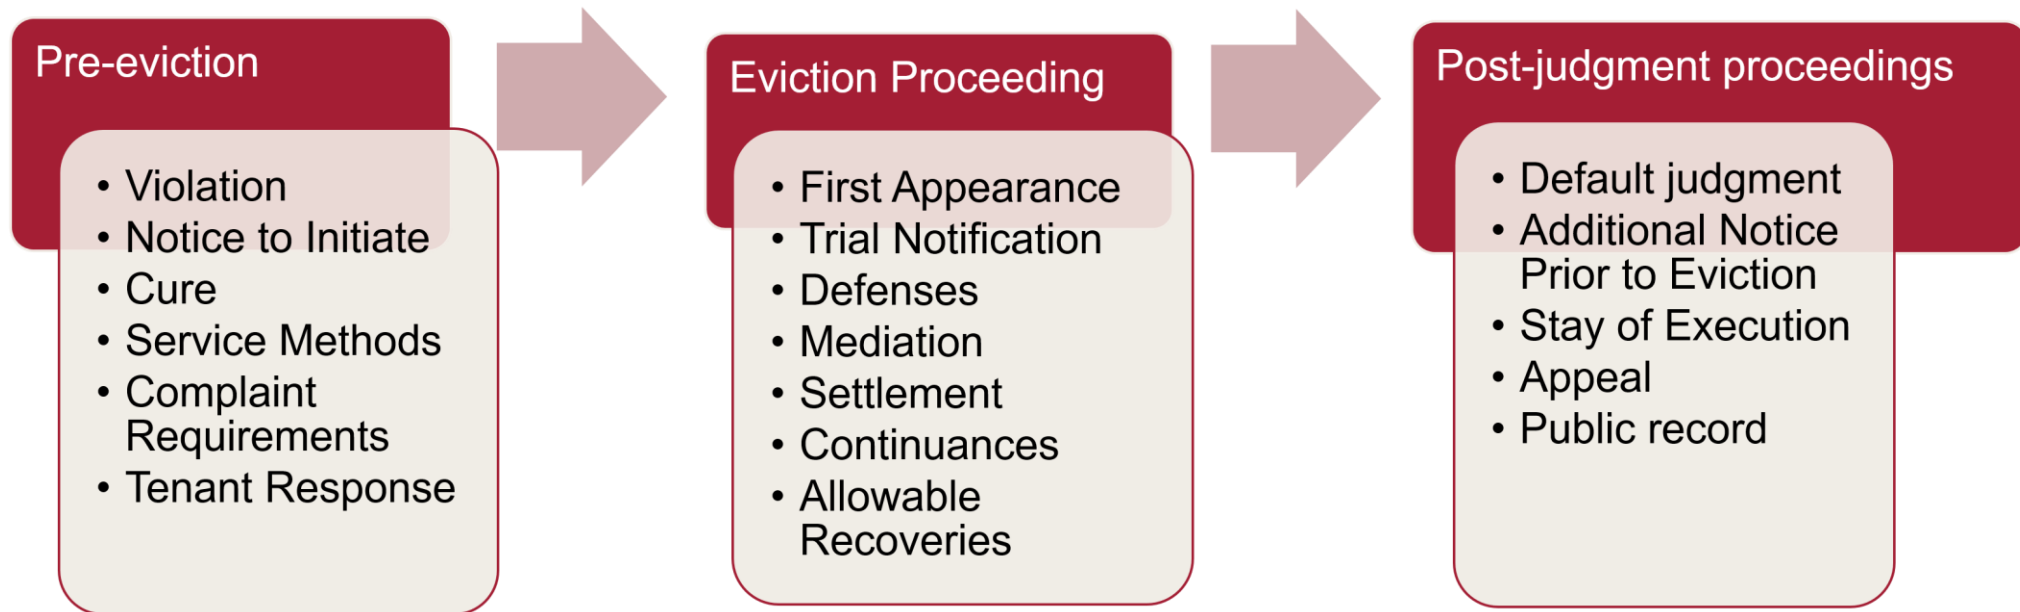 Pre-eviction
• Violation
• Notice to Initiate
• Cure
• Service Methods
• Complaint
Requirements
• Tenant Response
Eviction Proceeding
• First Appearance
• Trial Notification
• Defenses
• Mediation
• Settlement
• Continuances
• Allowable
Recoveries
Post-judgment proceedings
• Default judgment
• Additional Notice
Prior to Eviction
• Stay of Execution
• Appeal
• Public record